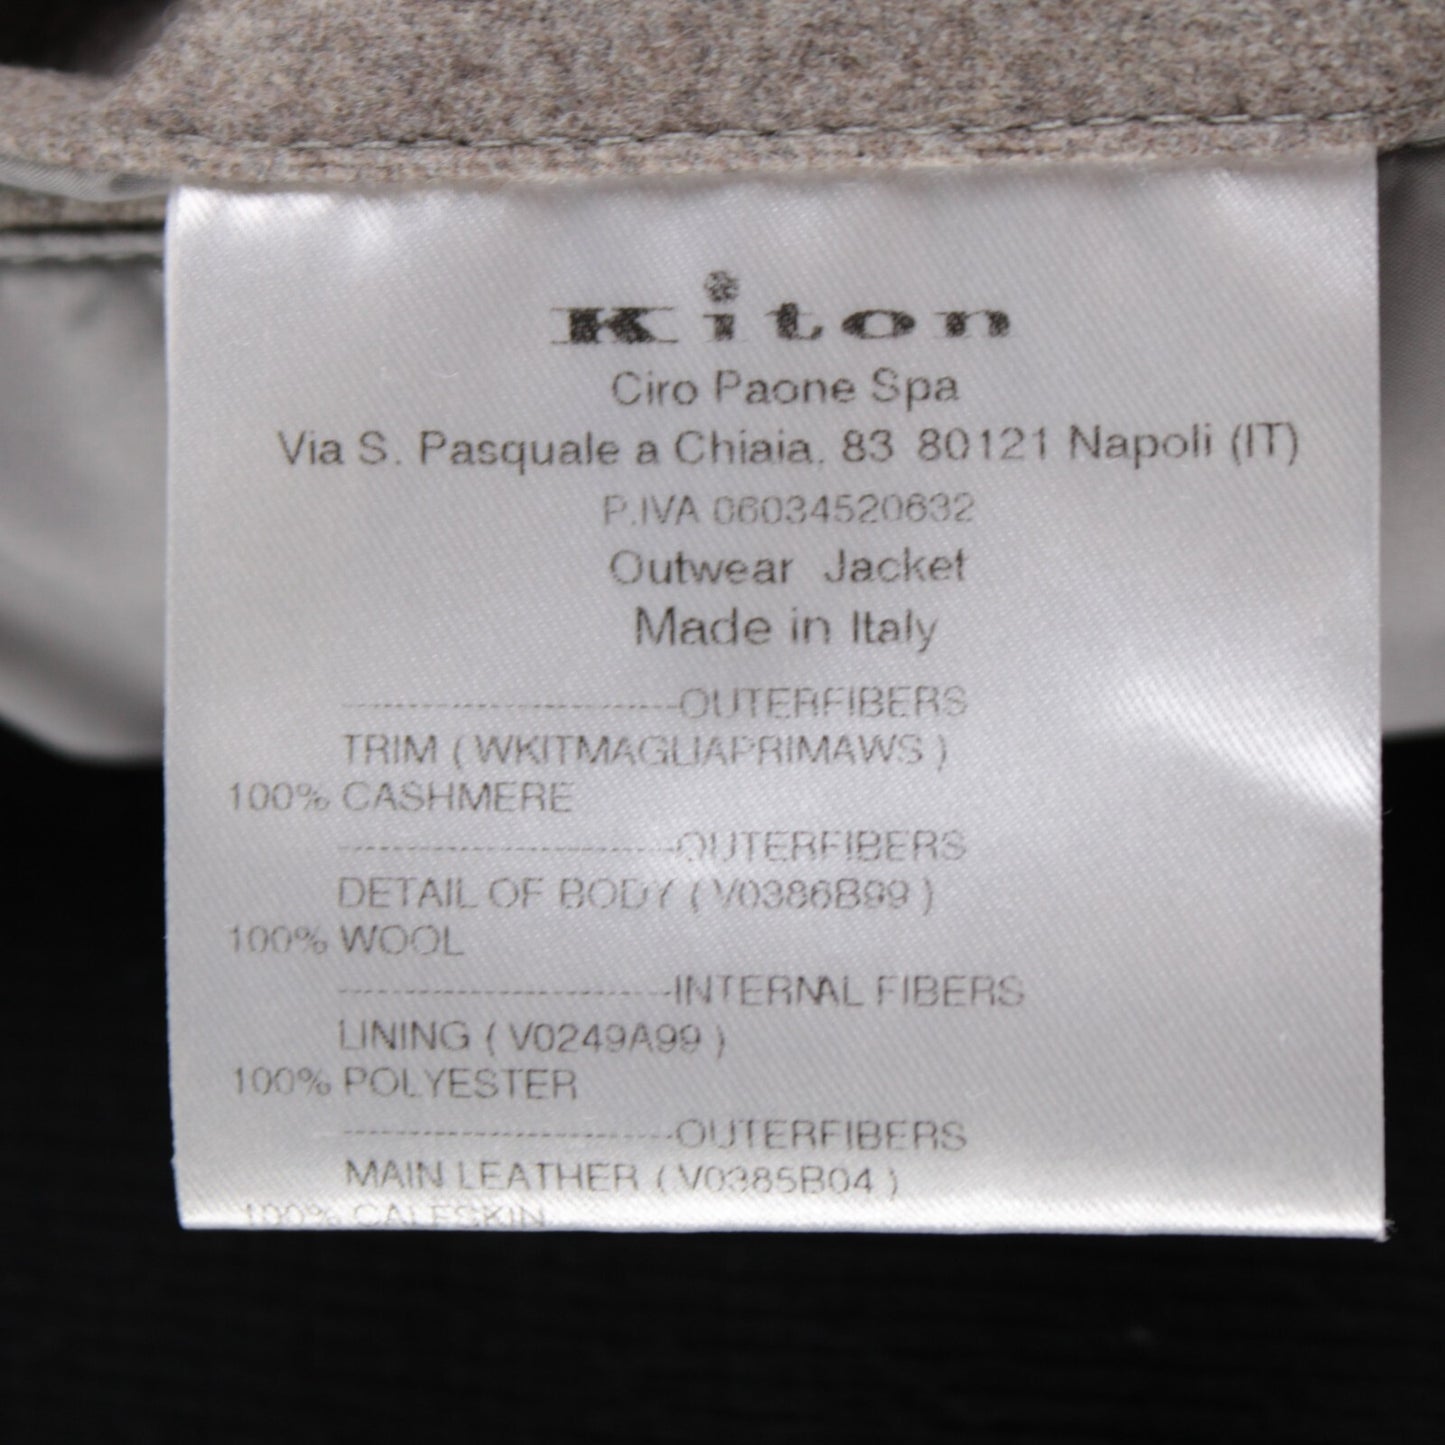 Kiton
Ciro Paone Spa
Via S. Pasquale a Chiaia, 83 80121 Napoli (IT)
P.IVA 06034520632
Outwear Jacket
Made in Italy
------------------------OUTERFIBERS
TRIM ( WKITMAGLIAPRIMAWS )
100% CASHMERE
------------------------OUTERFIBERS
DETAIL OF BODY ( V0386B99 )
100% WOOL
------------------------INTERNAL FIBERS
LINING ( V0249A99 )
100% POLYESTER
------------------------OUTERFIBERS
MAIN LEATHER ( V0385B04 )
100% CALFSKIN